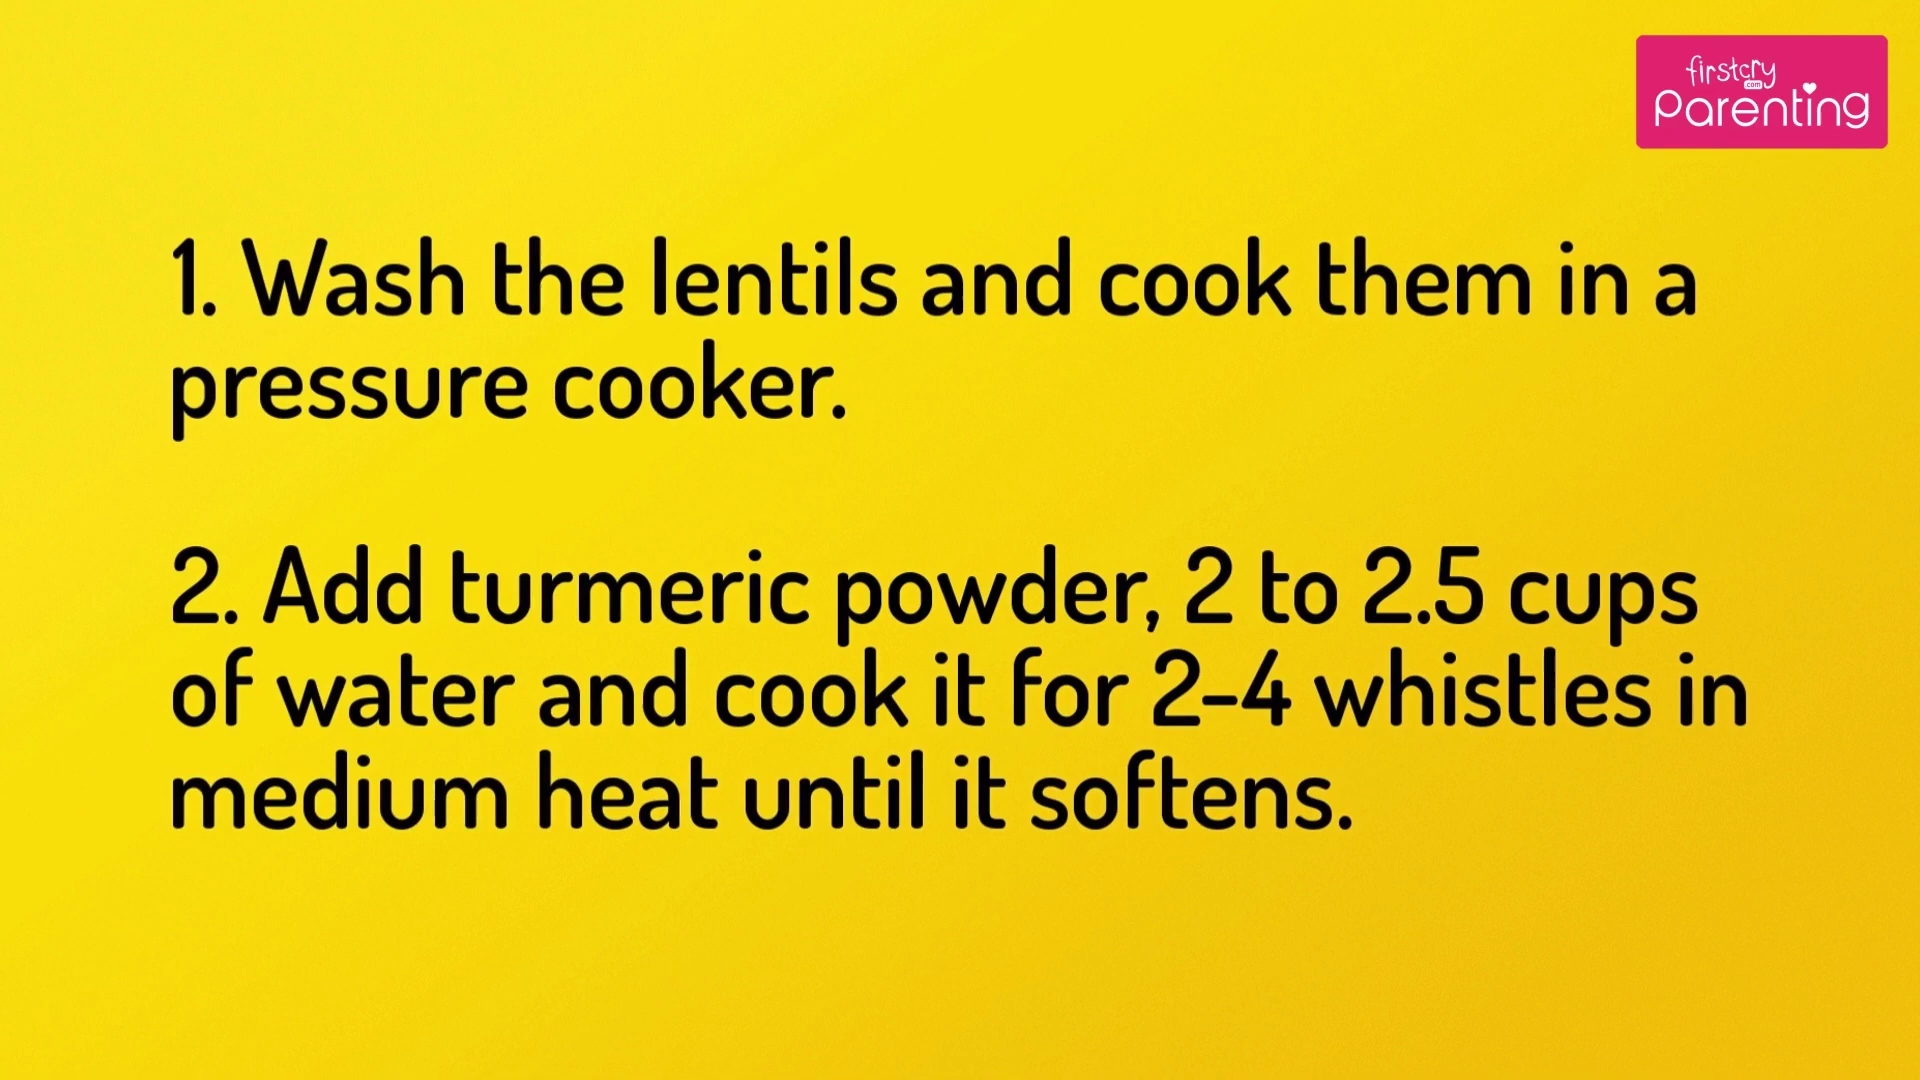 firstcry
.com
Parenting
1. Wash the lentils and cook them in a
pressure cooker.
2. Add turmeric powder, 2 to 2.5 cups
of water and cook it for 2-4 whistles in
medium heat until it softens.